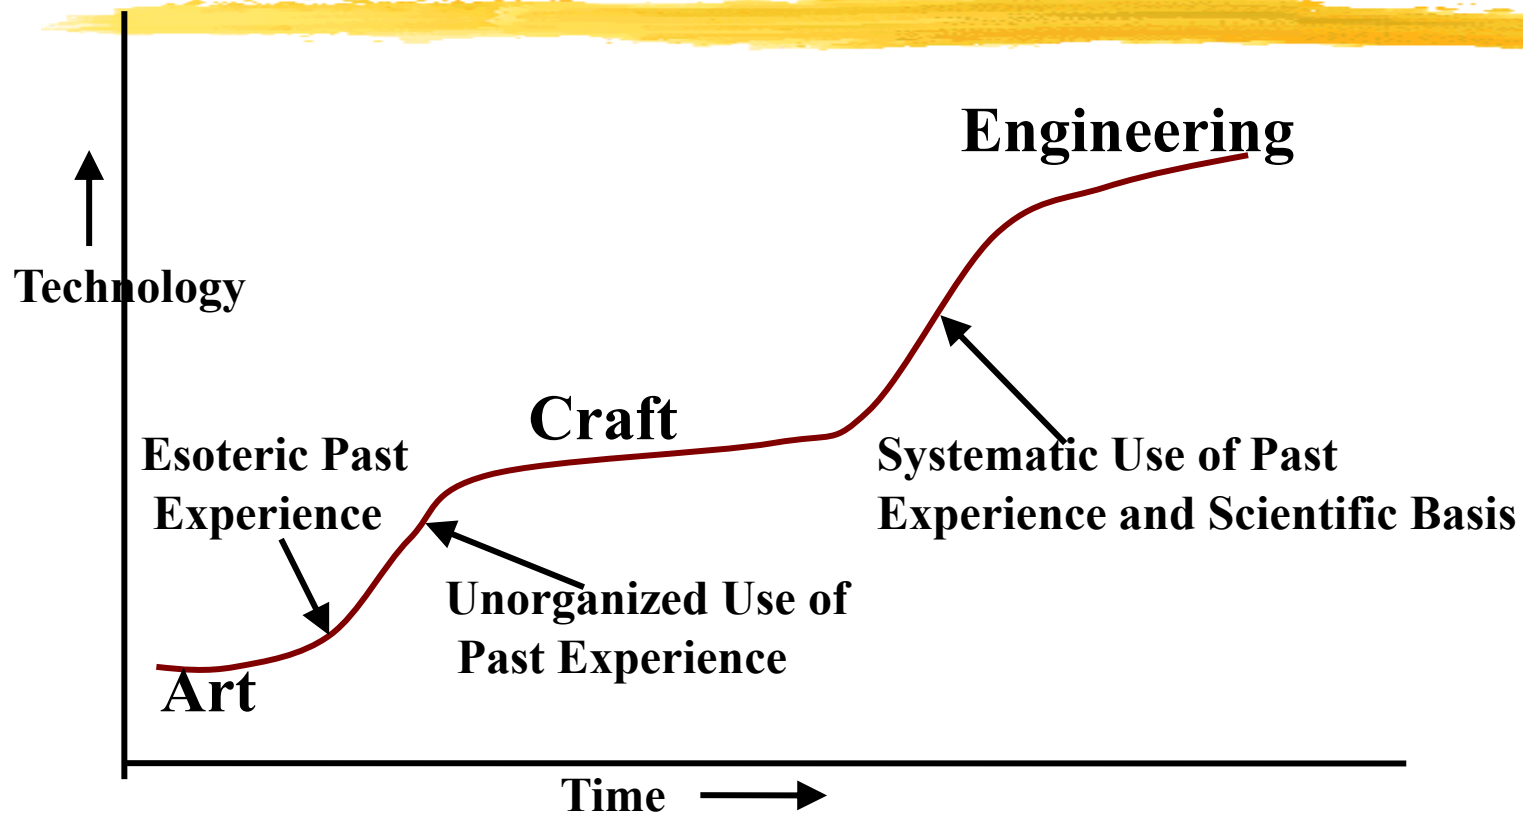 Engineering
Technology
Craft
Esoteric Past
Experience
Systematic Use of Past
Experience and Scientific Basis
Unorganized Use of
Past Experience
Art
Time